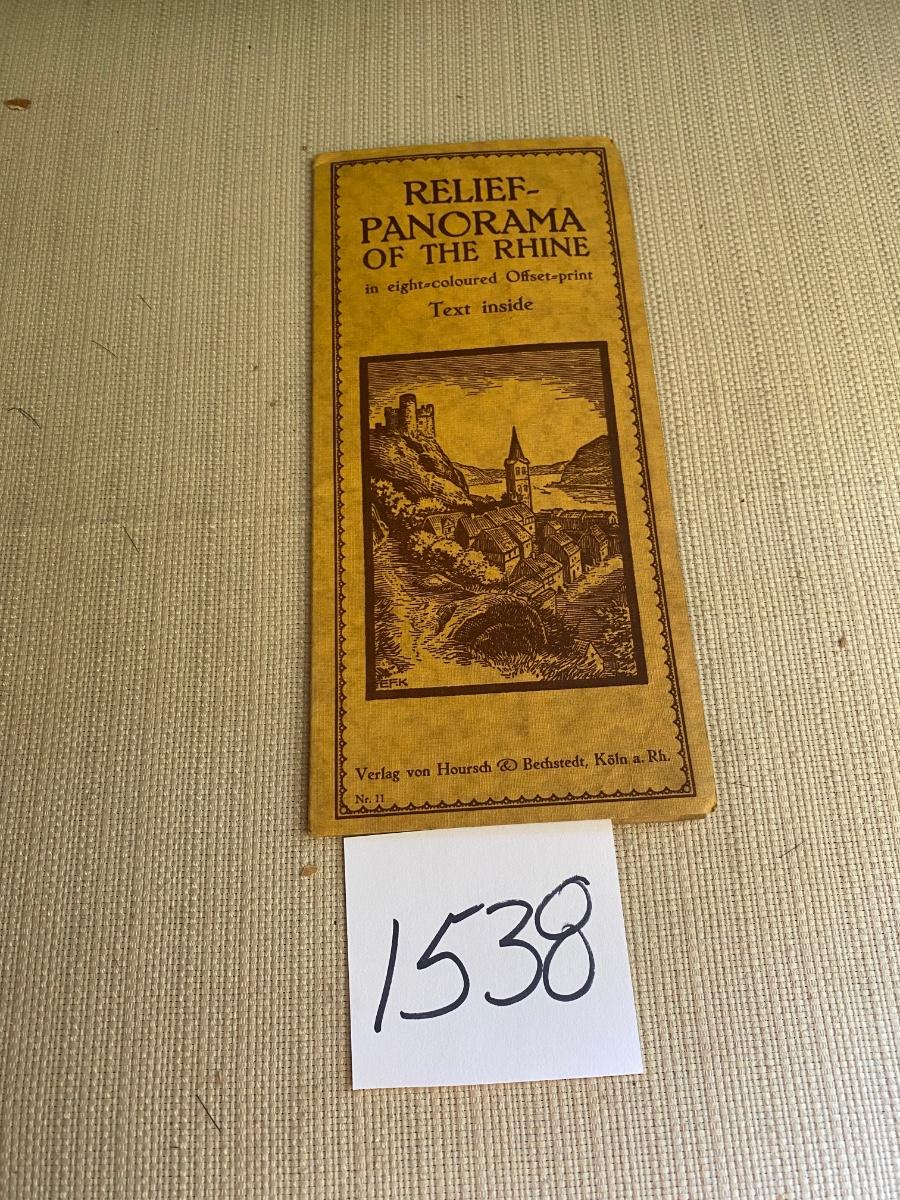 RELIEF-
PANORAMA
OF THE RHINE
in eight=coloured Offset=print
Text inside
E.F.K
Verlag von Hoursch & Bechstedt, Köln a. Rh.
Nr. 11
1538